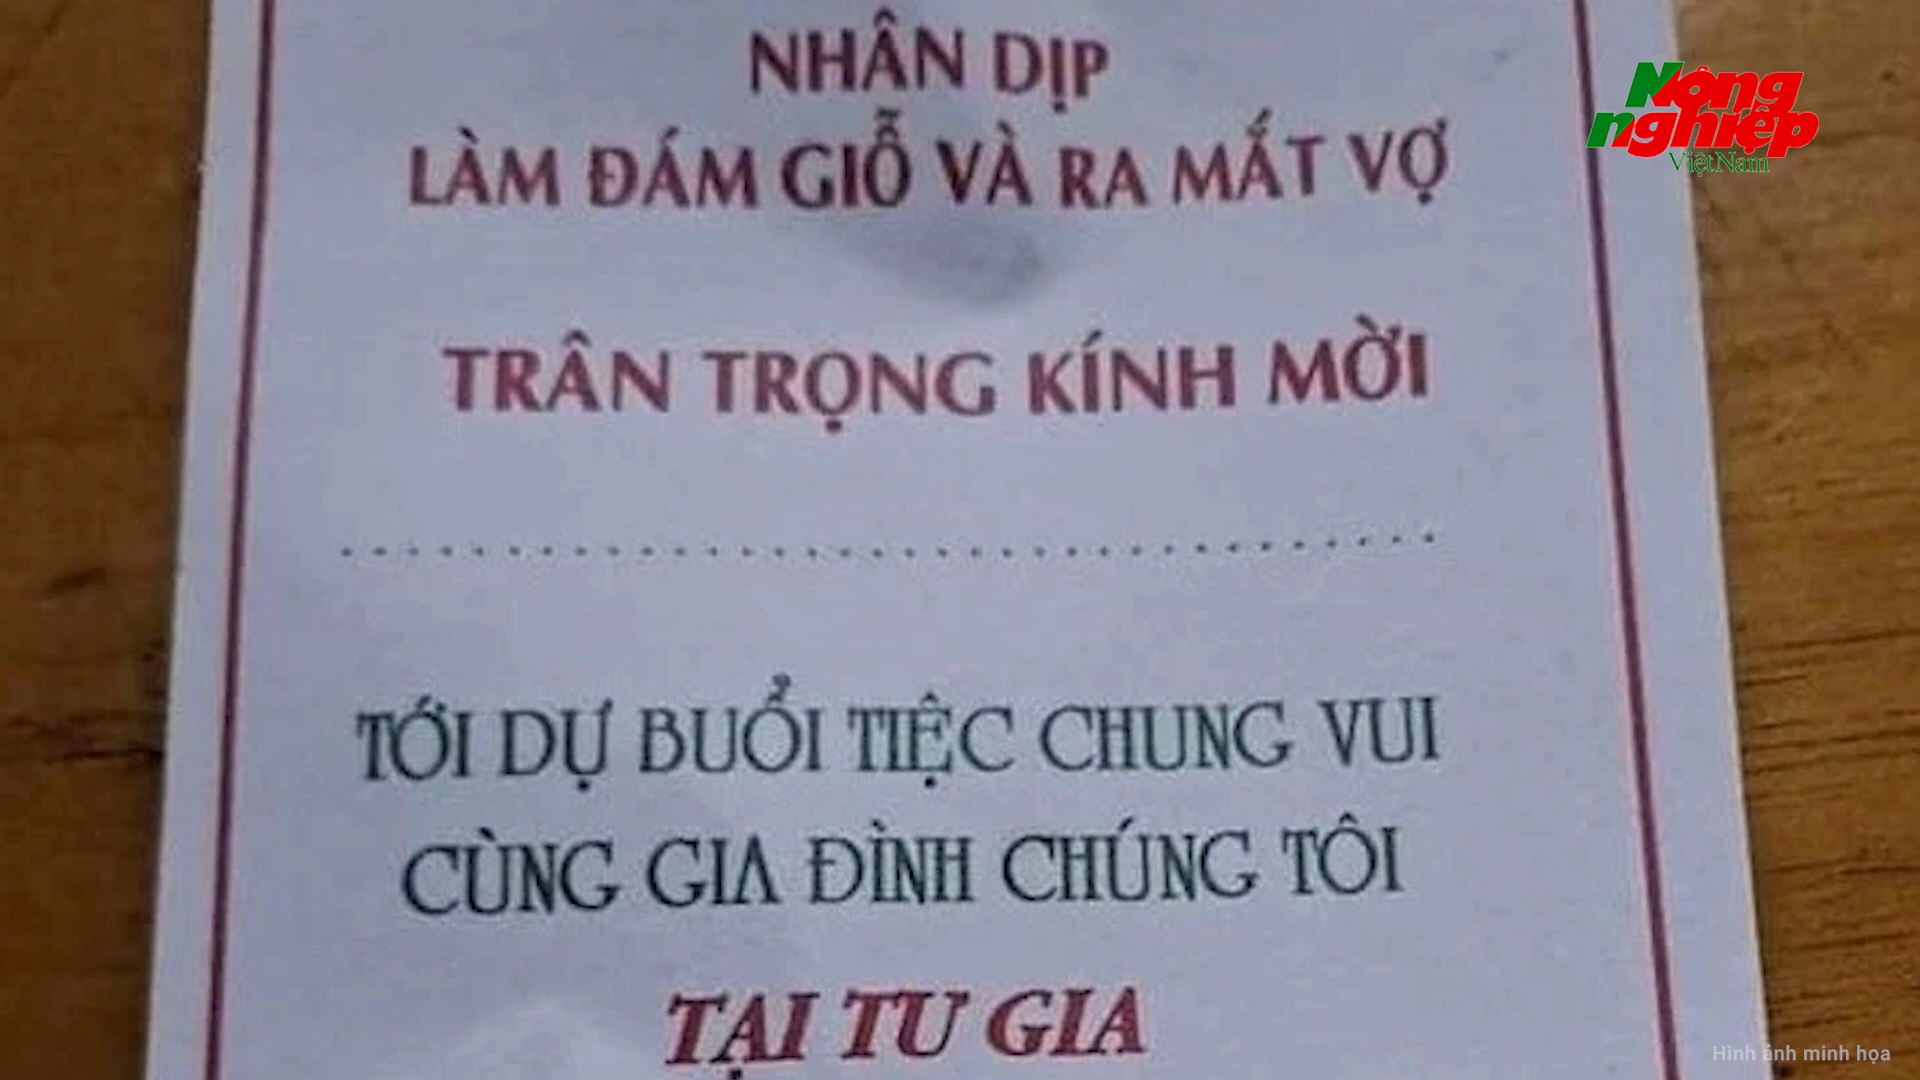 NHÂN DỊP
LÀM ĐÁM GIỖ VÀ RA MẮT VỢ
TRÂN TRỌNG KÍNH MỜI
TỚI DỰ BUỔI TIỆC CHUNG VUI
CÙNG GIA ĐÌNH CHÚNG TÔI
TẠI TƯ GIA
Nông
nghiệp
Việt Nam
Hình ảnh minh họa